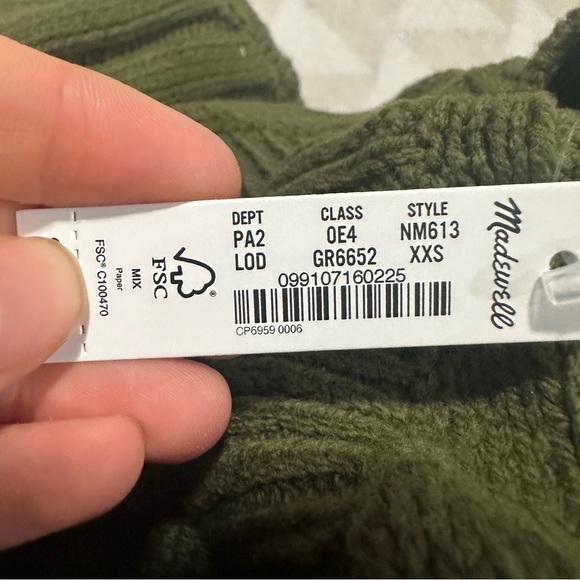 DEPT CLASS STYLE
PA2 0E4 NM613
LOD GR6652 XXS
099107160225
CP6959 0006
Madewell
FSC®
MIX
Paper
FSC® C100470